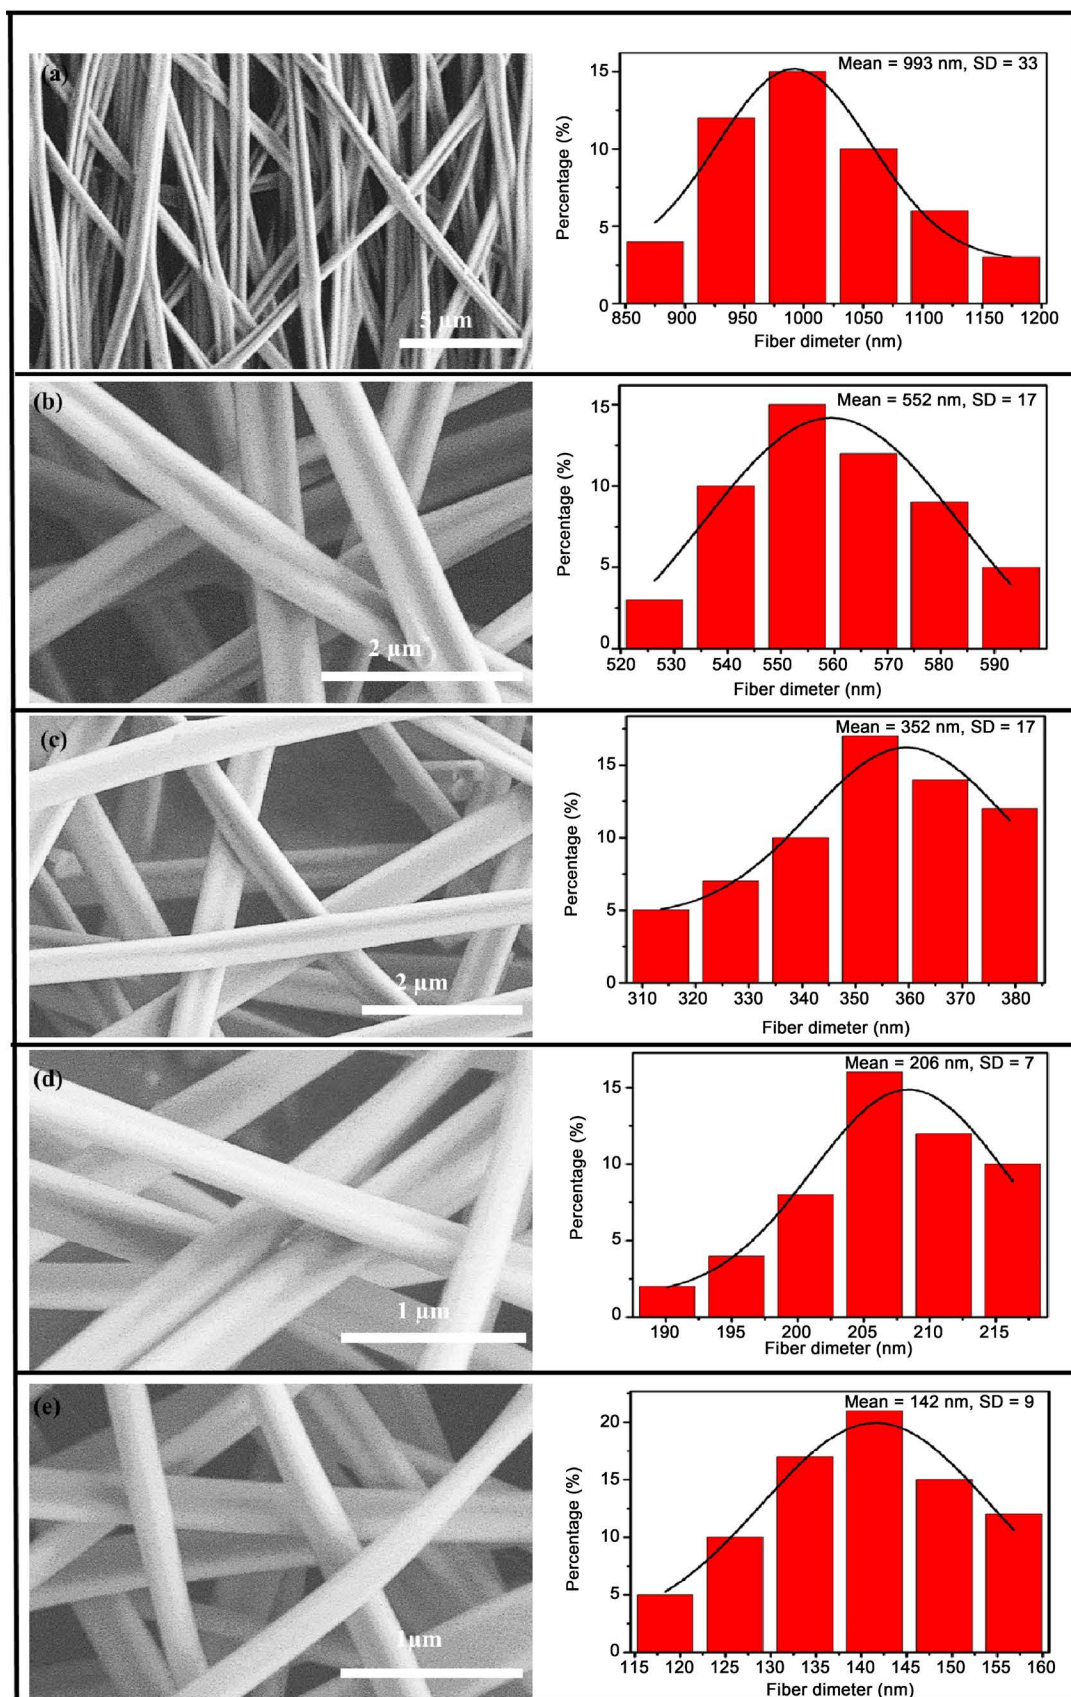 (a)
5 µm
Mean = 993 nm, SD = 33
Percentage (%)
15
10
5
0
850 900 950 1000 1050 1100 1150 1200
Fiber dimeter (nm)
(b)
2 µm
Mean = 552 nm, SD = 17
Percentage (%)
15
10
5
0
520 530 540 550 560 570 580 590
Fiber dimeter (nm)
(c)
2 µm
Mean = 352 nm, SD = 17
Percentage (%)
15
10
5
0
310 320 330 340 350 360 370 380
Fiber dimeter (nm)
(d)
1 µm
Mean = 206 nm, SD = 7
Percentage (%)
15
10
5
0
190 195 200 205 210 215
Fiber dimeter (nm)
(e)
1µm
Mean = 142 nm, SD = 9
Percentage (%)
20
15
10
5
0
115 120 125 130 135 140 145 150 155 160
Fiber dimeter (nm)